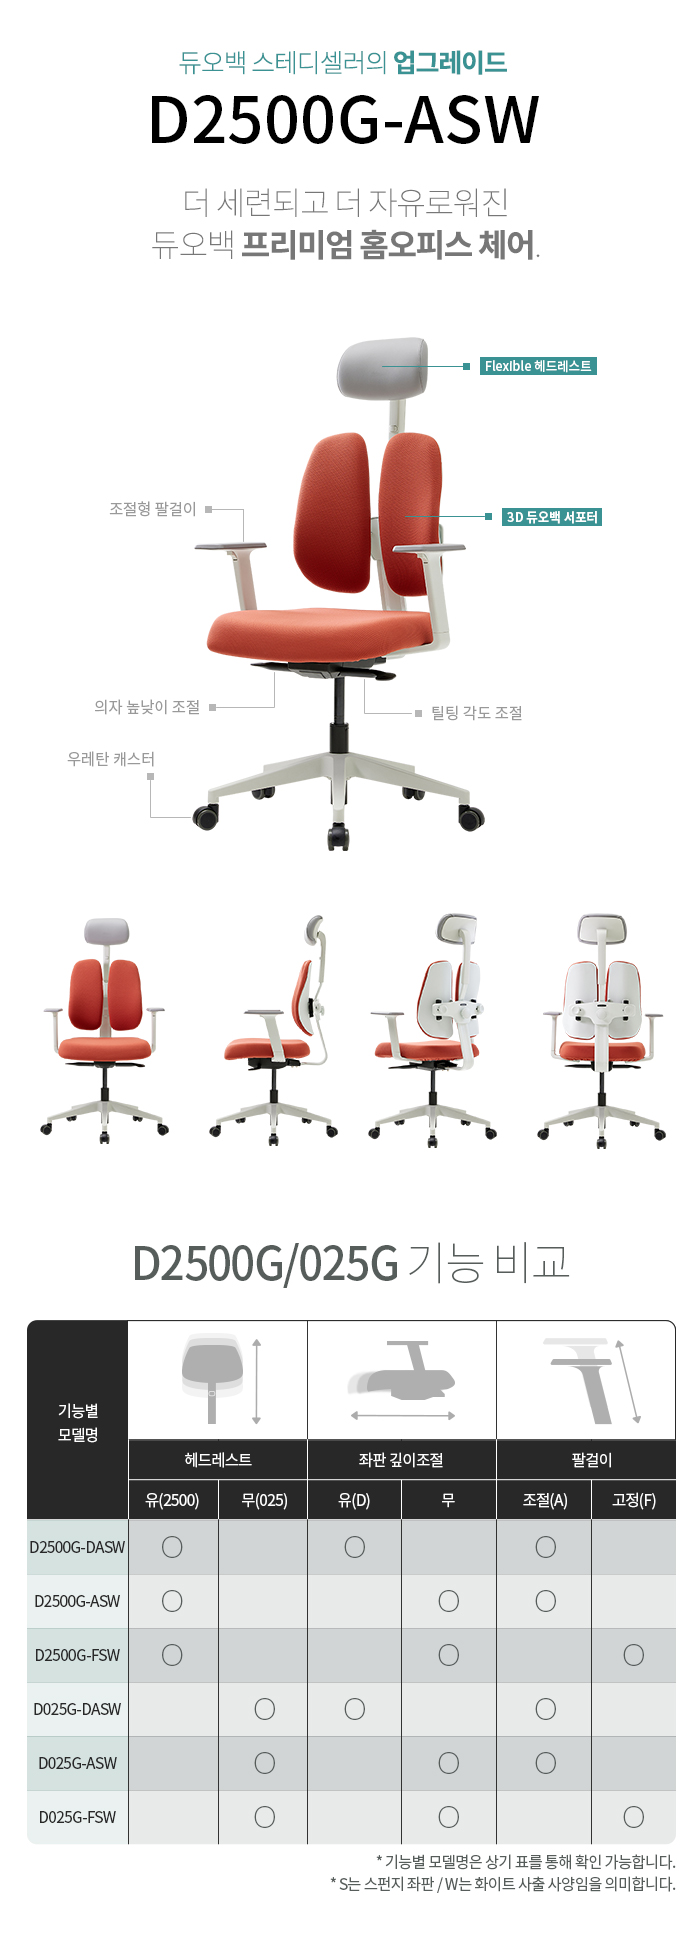 듀오백 스테디셀러의 업그레이드
D2500G-ASW
더 세련되고 더 자유로워진
듀오백 프리미엄 홈오피스 체어.
Flexible 헤드레스트
조절형 팔걸이
3D 듀오백 서포터
의자 높낮이 조절
틸팅 각도 조절
우레탄 캐스터
D2500G/025G 기능 비교
기능별
모델명
헤드레스트 좌판 깊이조절 팔걸이
유(2500) 무(025) 유(D) 무 조절(A) 고정(F)
D2500G-DASW ○ ○ ○
D2500G-ASW ○ ○ ○
D2500G-FSW ○ ○ ○
D025G-DASW ○ ○ ○
D025G-ASW ○ ○ ○
D025G-FSW ○ ○ ○
* 기능별 모델명은 상기 표를 통해 확인 가능합니다.
* S는 스펀지 좌판 / W는 화이트 사출 사양임을 의미합니다.